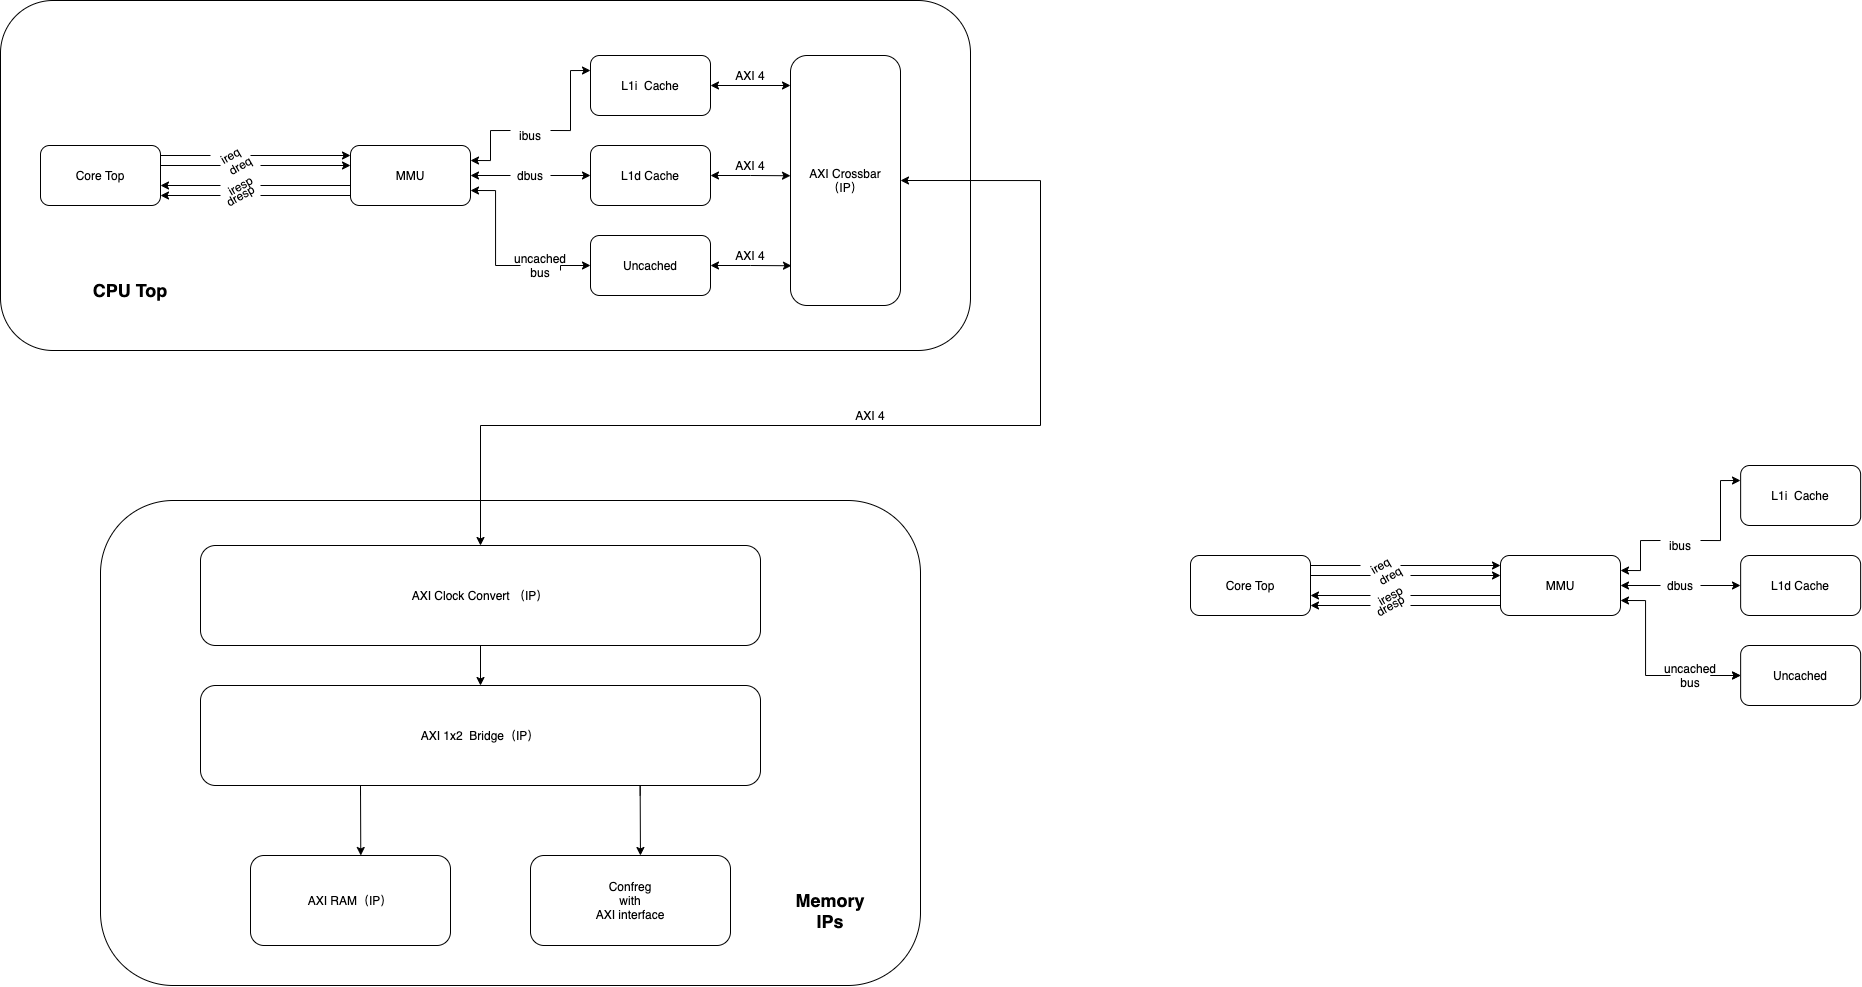 L1i  Cache
AXI 4
ibus
Core Top
ireq
dreq
iresp
dresp
MMU
dbus
L1d Cache
AXI 4
AXI Crossbar
（IP）
uncached
bus
Uncached
AXI 4
CPU Top
AXI 4
AXI Clock Convert （IP）
AXI 1x2  Bridge（IP）
AXI RAM（IP）
Confreg
with
AXI interface
Memory
IPs
L1i  Cache
ibus
Core Top
ireq
dreq
iresp
dresp
MMU
dbus
L1d Cache
uncached
bus
Uncached